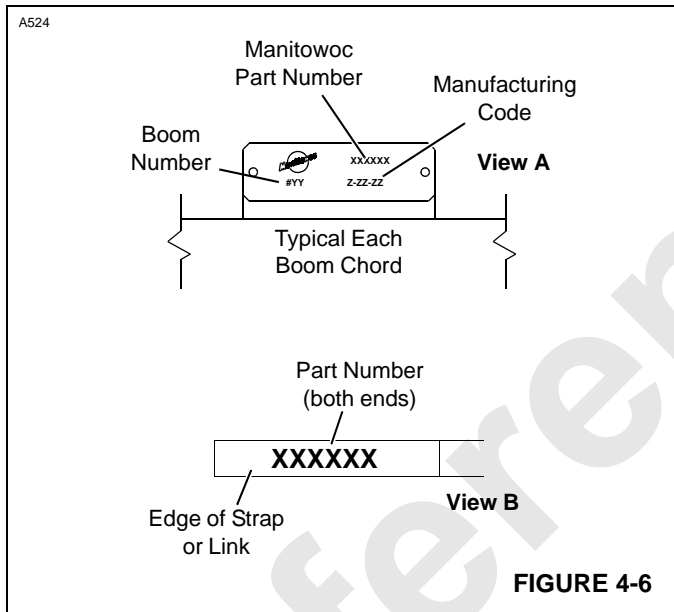 A524
Manitowoc
Part Number
Manufacturing
Code
Boom
Number
XXXXXX
View A
#YY
Z-ZZ-ZZ
Typical Each
Boom Chord
Part Number
(both ends)
XXXXXX
View B
Edge of Strap
or Link
FIGURE 4-6